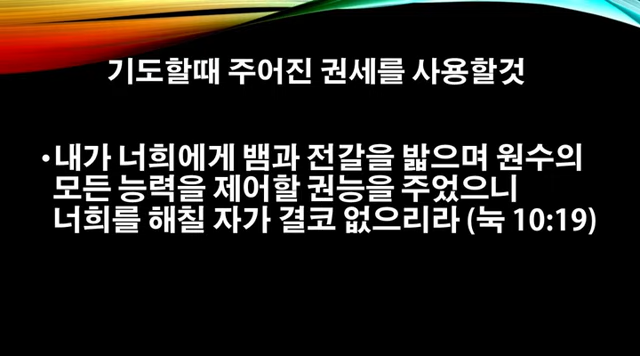 기도할때 주어진 권세를 사용할것
•내가 너희에게 뱀과 전갈을 밟으며 원수의
모든 능력을 제어할 권능을 주었으니
너희를 해칠 자가 결코 없으리라 (눅 10:19)